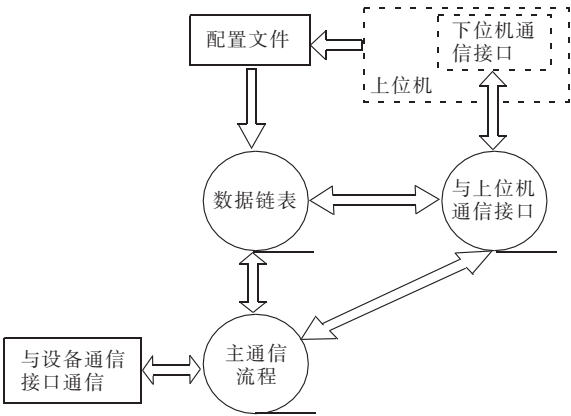 配置文件
下位机通
信接口
上位机
数据链表
与上位机
通信接口
主通信
流程
与设备通信
接口通信